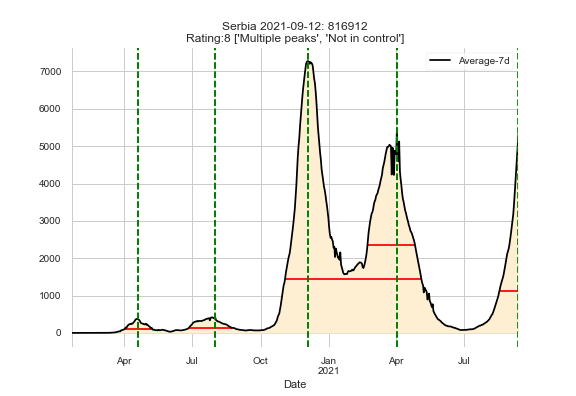 Serbia 2021-09-12: 816912
Rating:8 ['Multiple peaks', 'Not in control']
Average-7d
7000
6000
5000
4000
3000
2000
1000
0
Apr Jul Oct Jan Apr Jul
2021
Date